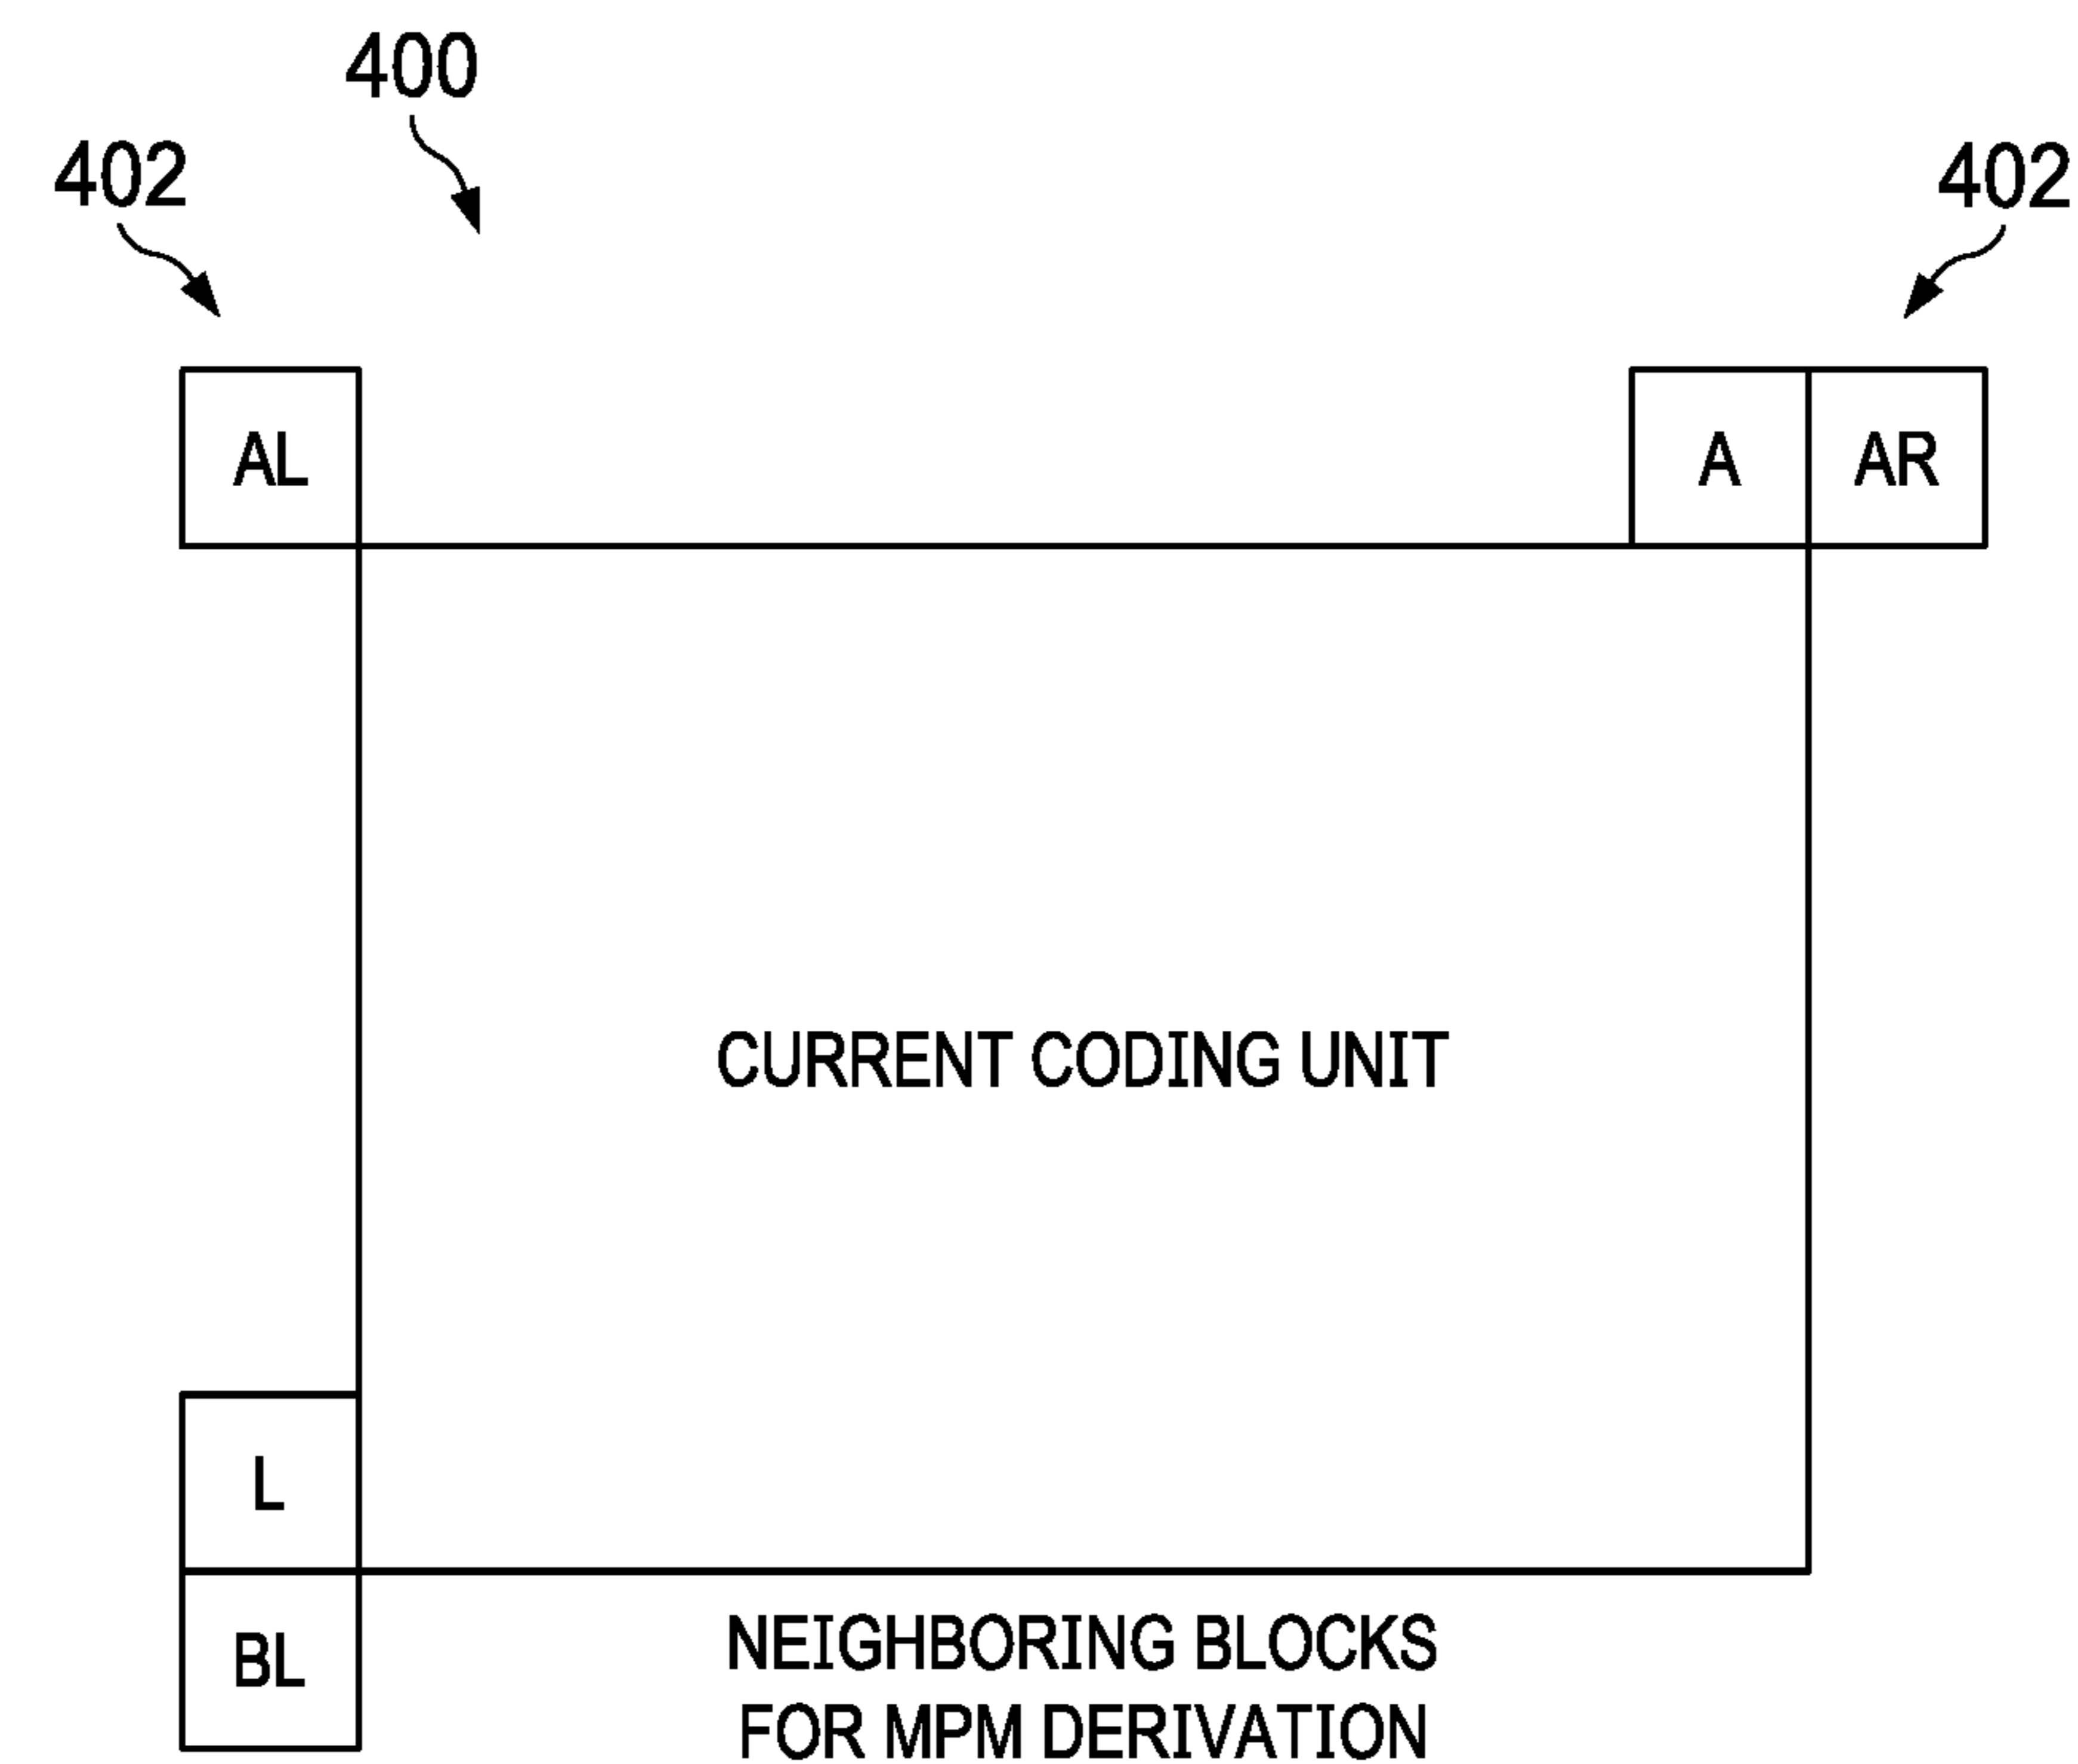 400
402
402
AL
A
AR
CURRENT CODING UNIT
L
BL
NEIGHBORING BLOCKS
FOR MPM DERIVATION